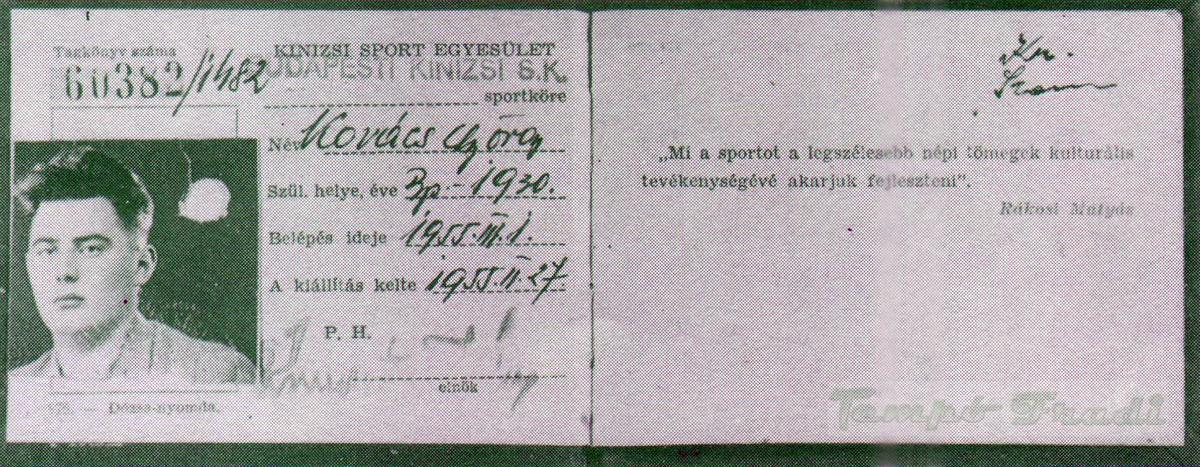 Tagkönyv száma
60382/1482
KINIZSI SPORT EGYESÜLET
BUDAPESTI KINIZSI S.K.
sportköre
Név Kovács György
Szül. helye, éve Bp. - 1930.
Belépés ideje 1955. III. 1.
A kiállítás kelte 1955. II. 27.
P. H.
elnök
Dózsa-nyomda.
„Mi a sportot a legszélesebb népi tömegek kulturális
tevékenységévé akarjuk fejleszteni".
Rákosi Mátyás
Tempó Fradi